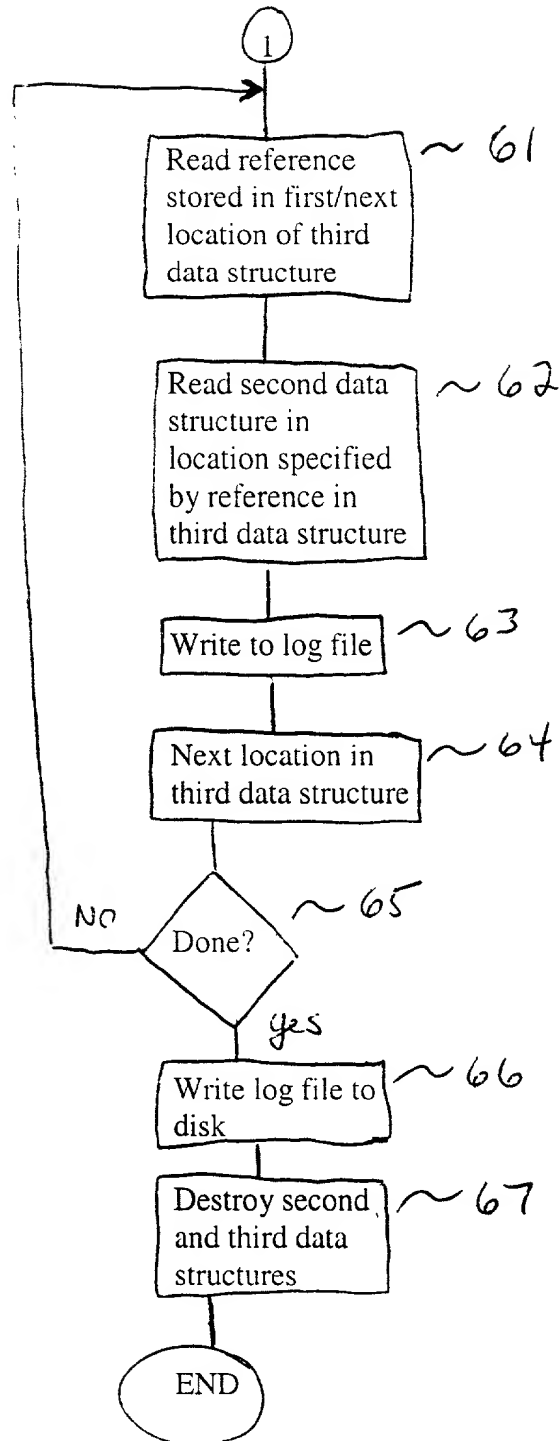 1
Read reference ~ 61
stored in first/next
location of third
data structure
Read second data ~ 62
structure in
location specified
by reference in
third data structure
Write to log file ~ 63
Next location in ~ 64
third data structure
NO
Done? ~ 65
yes
Write log file to ~ 66
disk
Destroy second ~ 67
and third data
structures
END